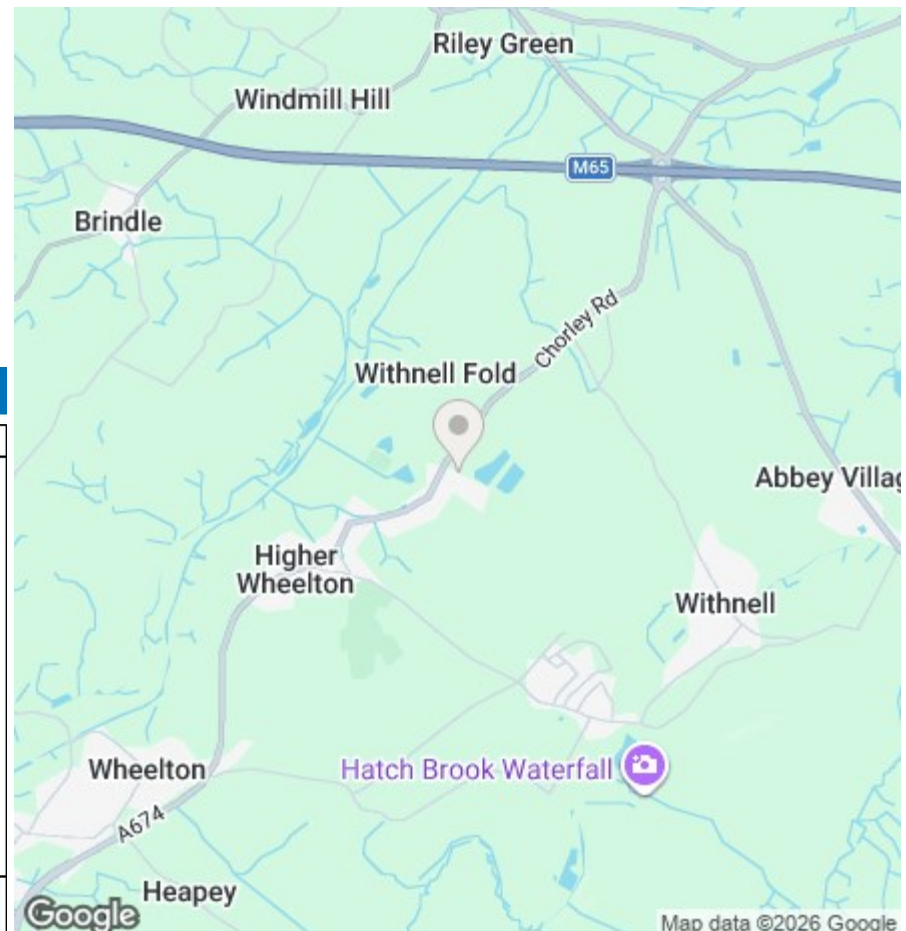 Riley Green
Windmill Hill
M65
Brindle
Chorley Rd
Withnell Fold
Abbey Villag
Higher
Wheelton
Withnell
Hatch Brook Waterfall
Wheelton
A674
Heapey
Google
Map data ©2026 Google